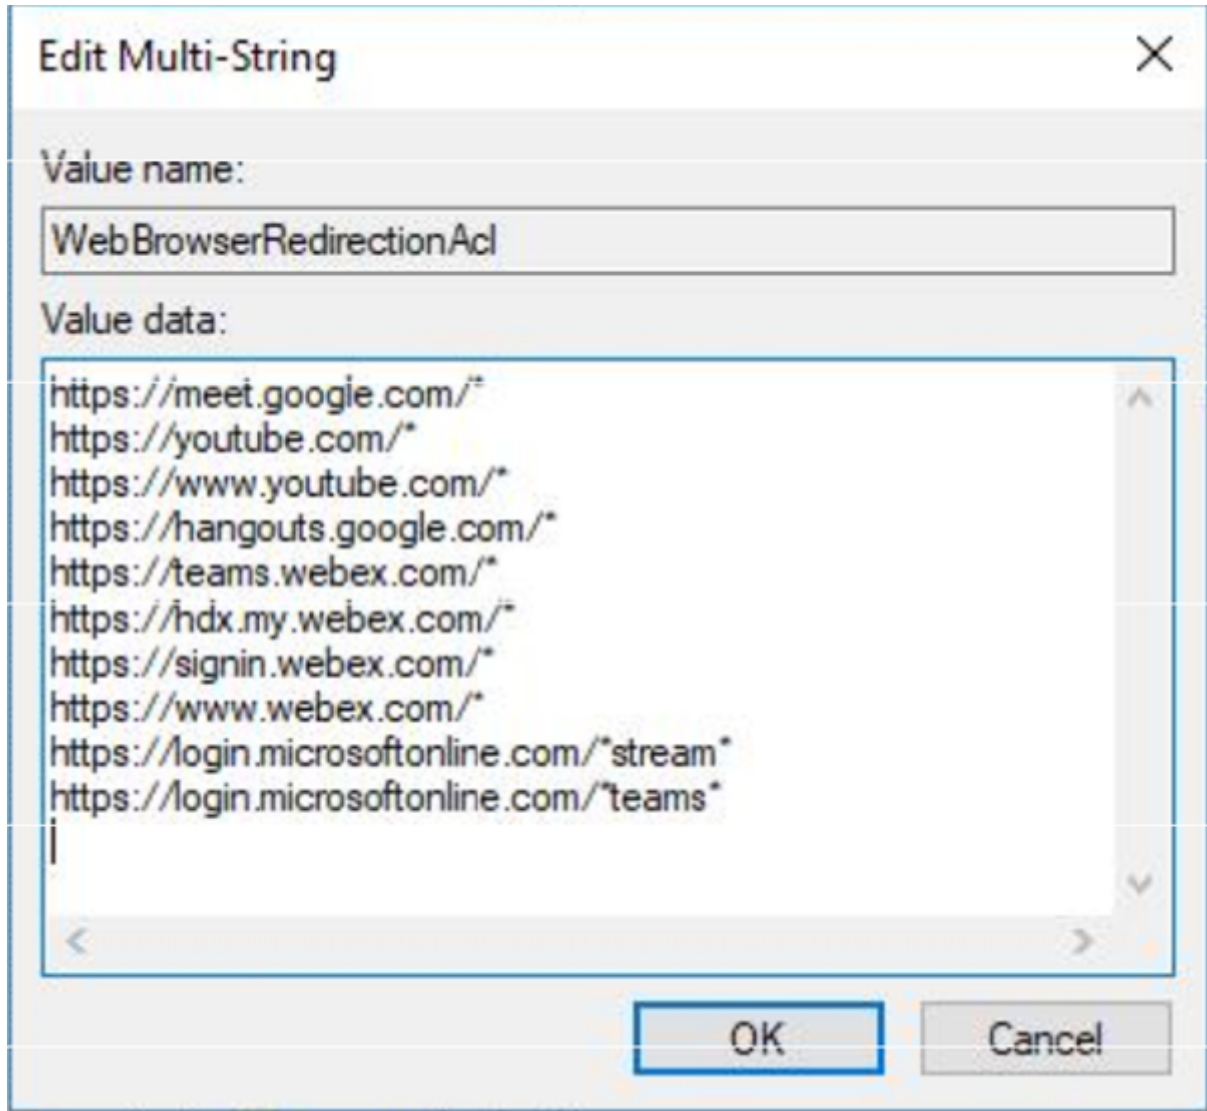 Edit Multi-String
Value name:
WebBrowserRedirectionAcl
Value data:
https://meet.google.com/*
https://youtube.com/*
https://www.youtube.com/*
https://hangouts.google.com/*
https://teams.webex.com/*
https://hdx.my.webex.com/*
https://signin.webex.com/*
https://www.webex.com/*
https://login.microsoftonline.com/*stream*
https://login.microsoftonline.com/*teams*
OK Cancel